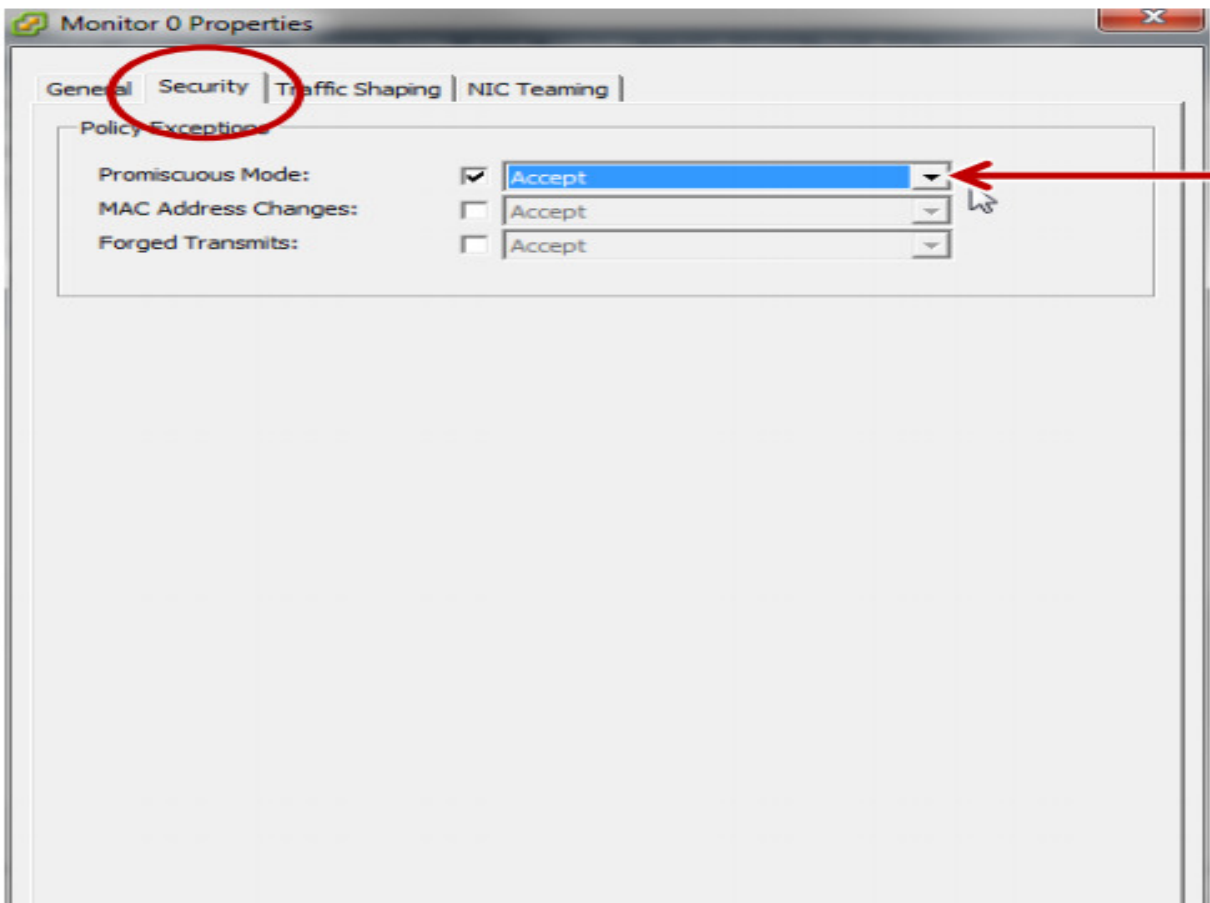 Monitor 0 Properties
General Security Traffic Shaping NIC Teaming
Policy Exceptions
Promiscuous Mode: Accept
MAC Address Changes: Accept
Forged Transmits: Accept